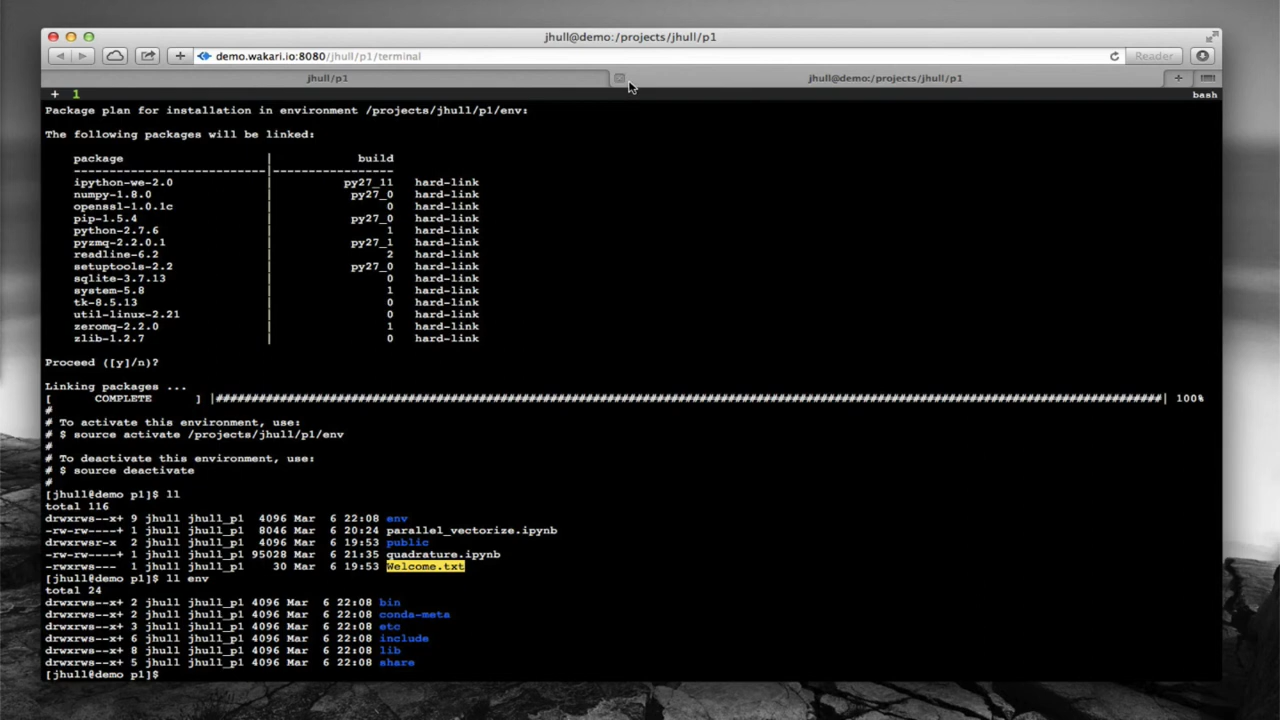 jhull@demo:/projects/jhull/p1
demo.wakari.io:8080/jhull/p1/terminal
Reader
jhull/p1
jhull@demo:/projects/jhull/p1
+
+ 1
bash
Package plan for installation in environment /projects/jhull/p1/env:
The following packages will be linked:
package | build
---------------------------|-----------------
ipython-we-2.0 | py27_11 hard-link
numpy-1.8.0 | py27_0 hard-link
openssl-1.0.1c | 0 hard-link
pip-1.5.4 | py27_0 hard-link
python-2.7.6 | 1 hard-link
pyzmq-2.2.0.1 | py27_1 hard-link
readline-6.2 | 2 hard-link
setuptools-2.2 | py27_0 hard-link
sqlite-3.7.13 | 0 hard-link
system-5.8 | 1 hard-link
tk-8.5.13 | 0 hard-link
util-linux-2.21 | 0 hard-link
zeromq-2.2.0 | 1 hard-link
zlib-1.2.7 | 0 hard-link
Proceed ([y]/n)?
Linking packages ...
[ COMPLETE ] |####################################################################################################################################| 100%
#
# To activate this environment, use:
# $ source activate /projects/jhull/p1/env
#
# To deactivate this environment, use:
# $ source deactivate
#
[jhull@demo p1]$ ll
total 116
drwxrws--x+ 9 jhull jhull_p1 4096 Mar 6 22:08 env
-rw-rw----+ 1 jhull jhull_p1 8046 Mar 6 20:24 parallel_vectorize.ipynb
drwxrwsr-x 2 jhull jhull_p1 4096 Mar 6 19:53 public
-rw-rw----+ 1 jhull jhull_p1 95028 Mar 6 21:35 quadrature.ipynb
-rwxrws--- 1 jhull jhull_p1 30 Mar 6 19:53 Welcome.txt
[jhull@demo p1]$ ll env
total 24
drwxrws--x+ 2 jhull jhull_p1 4096 Mar 6 22:08 bin
drwxrws--x+ 2 jhull jhull_p1 4096 Mar 6 22:08 conda-meta
drwxrws--x+ 3 jhull jhull_p1 4096 Mar 6 22:08 etc
drwxrws--x+ 6 jhull jhull_p1 4096 Mar 6 22:08 include
drwxrws--x+ 8 jhull jhull_p1 4096 Mar 6 22:08 lib
drwxrws--x+ 5 jhull jhull_p1 4096 Mar 6 22:08 share
[jhull@demo p1]$